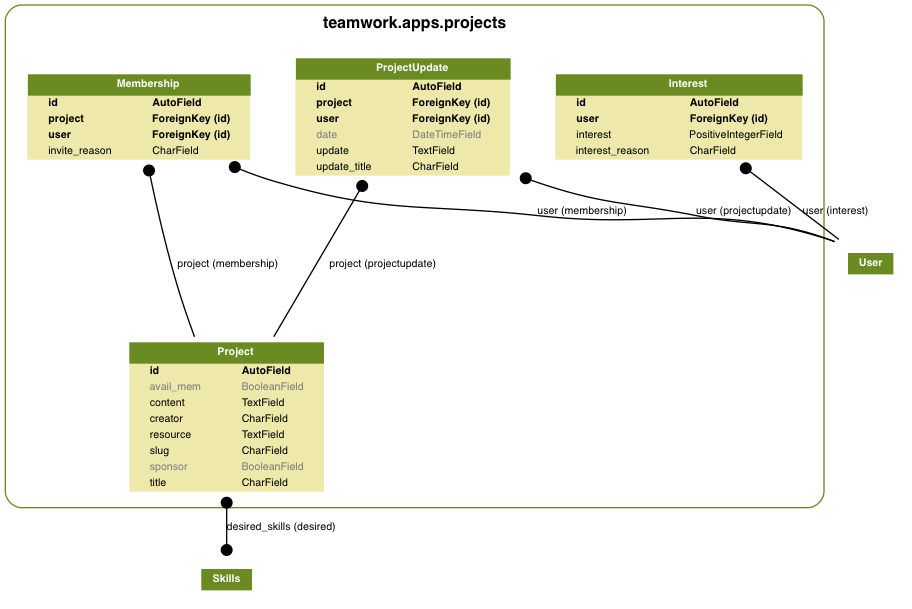 teamwork.apps.projects
Membership
id AutoField
project ForeignKey (id)
user ForeignKey (id)
invite_reason CharField
ProjectUpdate
id AutoField
project ForeignKey (id)
user ForeignKey (id)
date DateTimeField
update TextField
update_title CharField
Interest
id AutoField
user ForeignKey (id)
interest PositiveIntegerField
interest_reason CharField
user (membership)
user (projectupdate)
user (interest)
project (membership)
project (projectupdate)
User
Project
id AutoField
avail_mem BooleanField
content TextField
creator CharField
resource TextField
slug CharField
sponsor BooleanField
title CharField
desired_skills (desired)
Skills